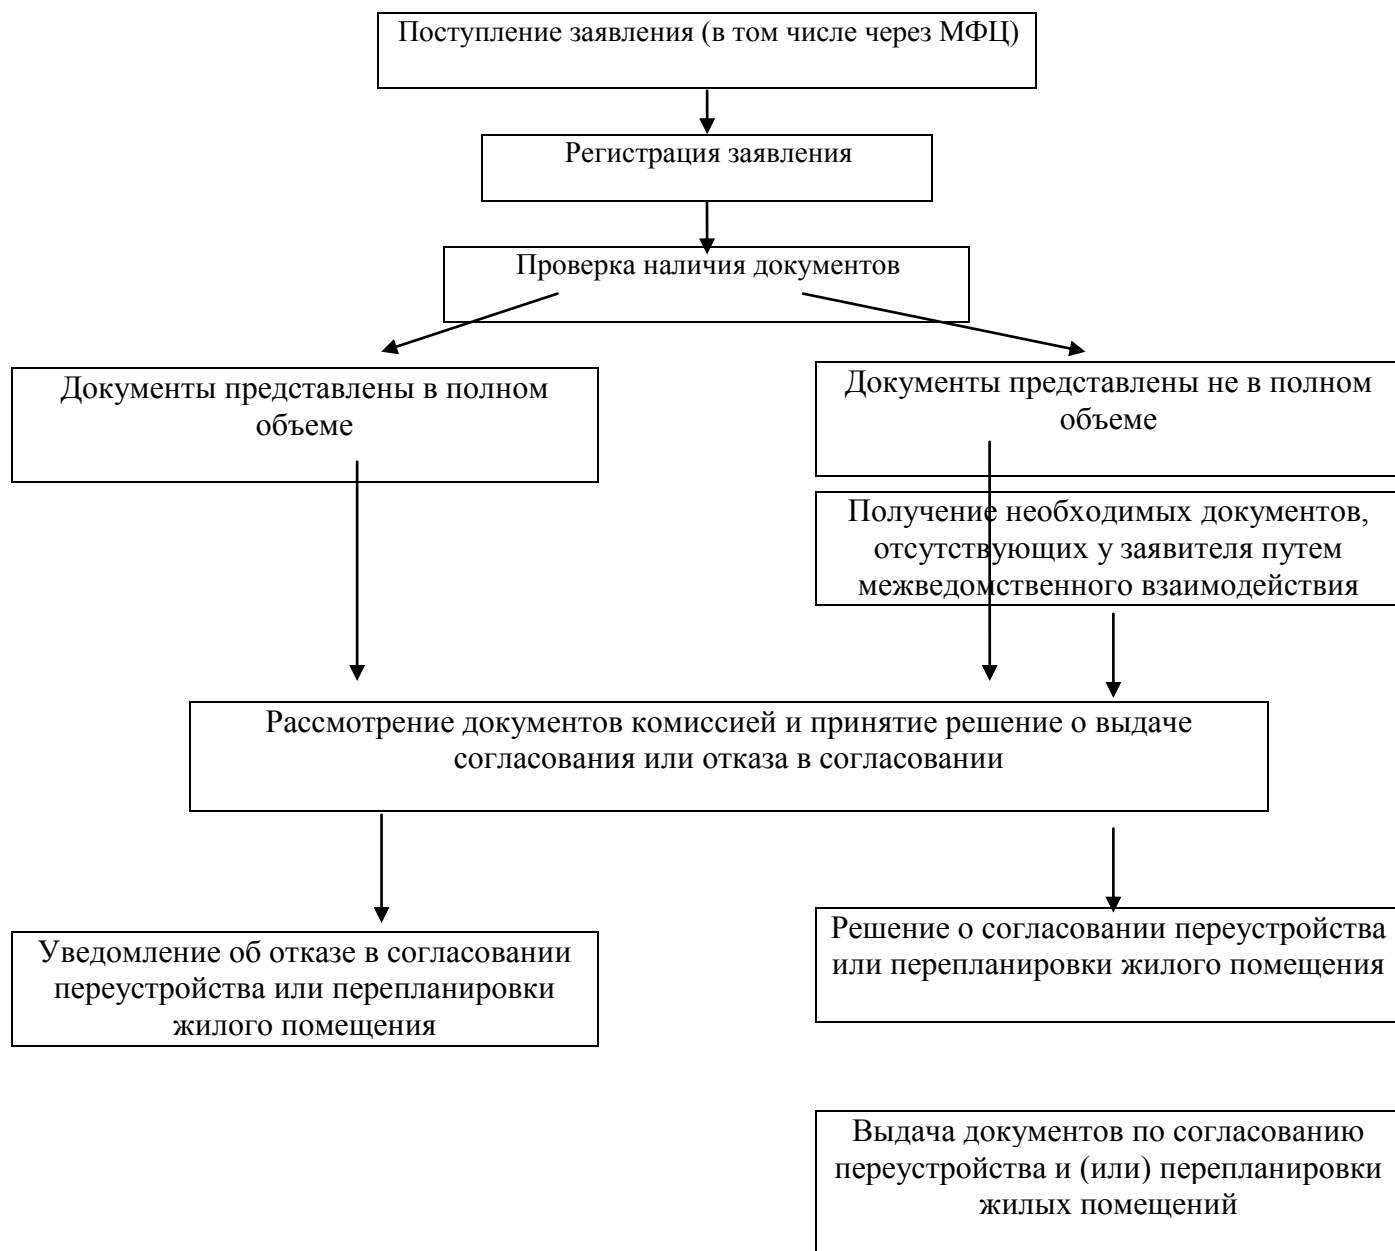 Поступление заявления (в том числе через МФЦ)
Регистрация заявления
Проверка наличия документов
Документы представлены в полном
объеме
Документы представлены не в полном
объеме
Получение необходимых документов,
отсутствующих у заявителя путем
межведомственного взаимодействия
Рассмотрение документов комиссией и принятие решение о выдаче
согласования или отказа в согласовании
Уведомление об отказе в согласовании
переустройства или перепланировки
жилого помещения
Решение о согласовании переустройства
или перепланировки жилого помещения
Выдача документов по согласованию
переустройства и (или) перепланировки
жилых помещений